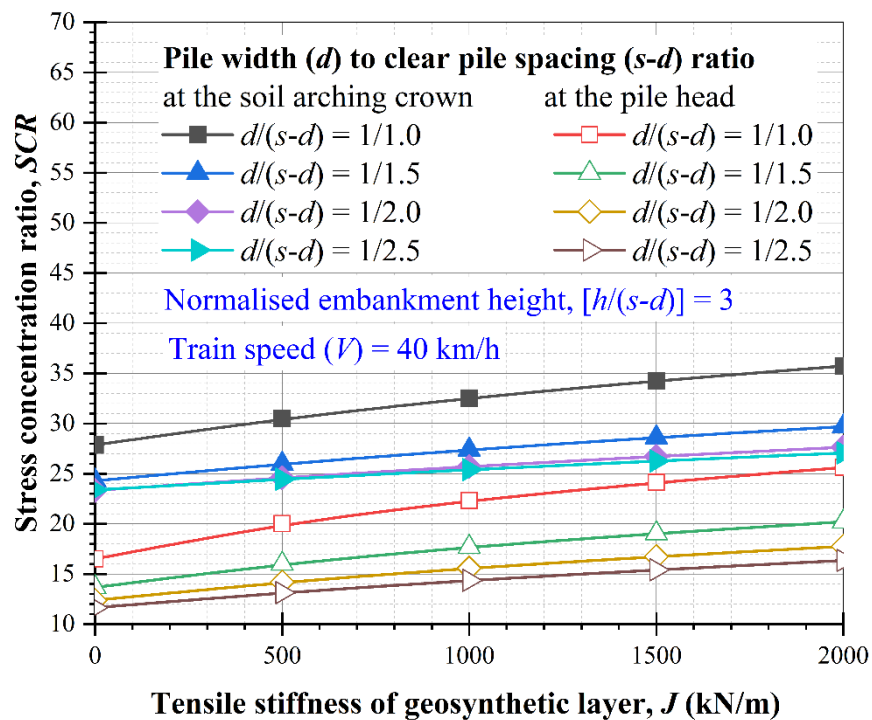 70
65
60
55
50
45
40
35
30
25
20
15
10
Stress concentration ratio, SCR
Pile width (d) to clear pile spacing (s-d) ratio
at the soil arching crown at the pile head
d/(s-d) = 1/1.0 d/(s-d) = 1/1.0
d/(s-d) = 1/1.5 d/(s-d) = 1/1.5
d/(s-d) = 1/2.0 d/(s-d) = 1/2.0
d/(s-d) = 1/2.5 d/(s-d) = 1/2.5
Normalised embankment height, [h/(s-d)] = 3
Train speed (V) = 40 km/h
0 500 1000 1500 2000
Tensile stiffness of geosynthetic layer, J (kN/m)